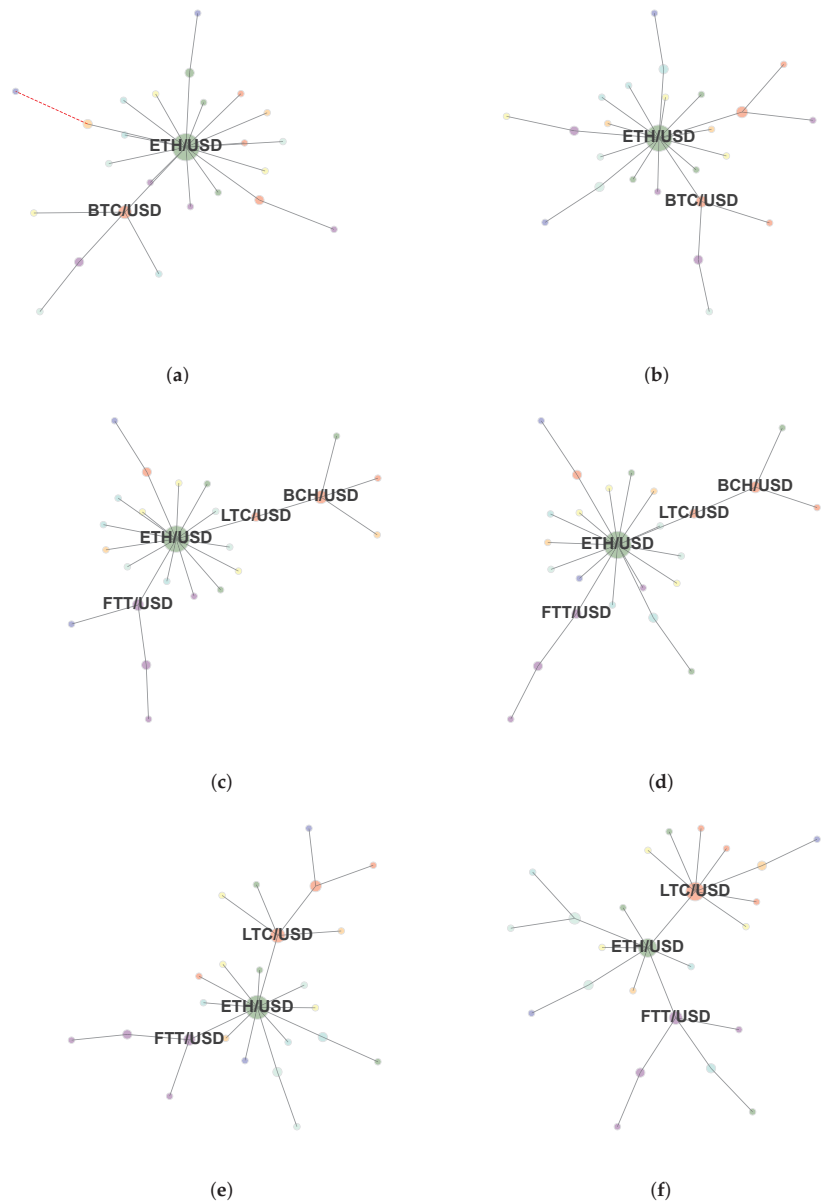 ETH/USD
BTC/USD
(a)
ETH/USD
BTC/USD
(b)
BCH/USD
LTC/USD
ETH/USD
FTT/USD
(c)
BCH/USD
LTC/USD
ETH/USD
FTT/USD
(d)
LTC/USD
ETH/USD
FTT/USD
(e)
LTC/USD
ETH/USD
FTT/USD
(f)